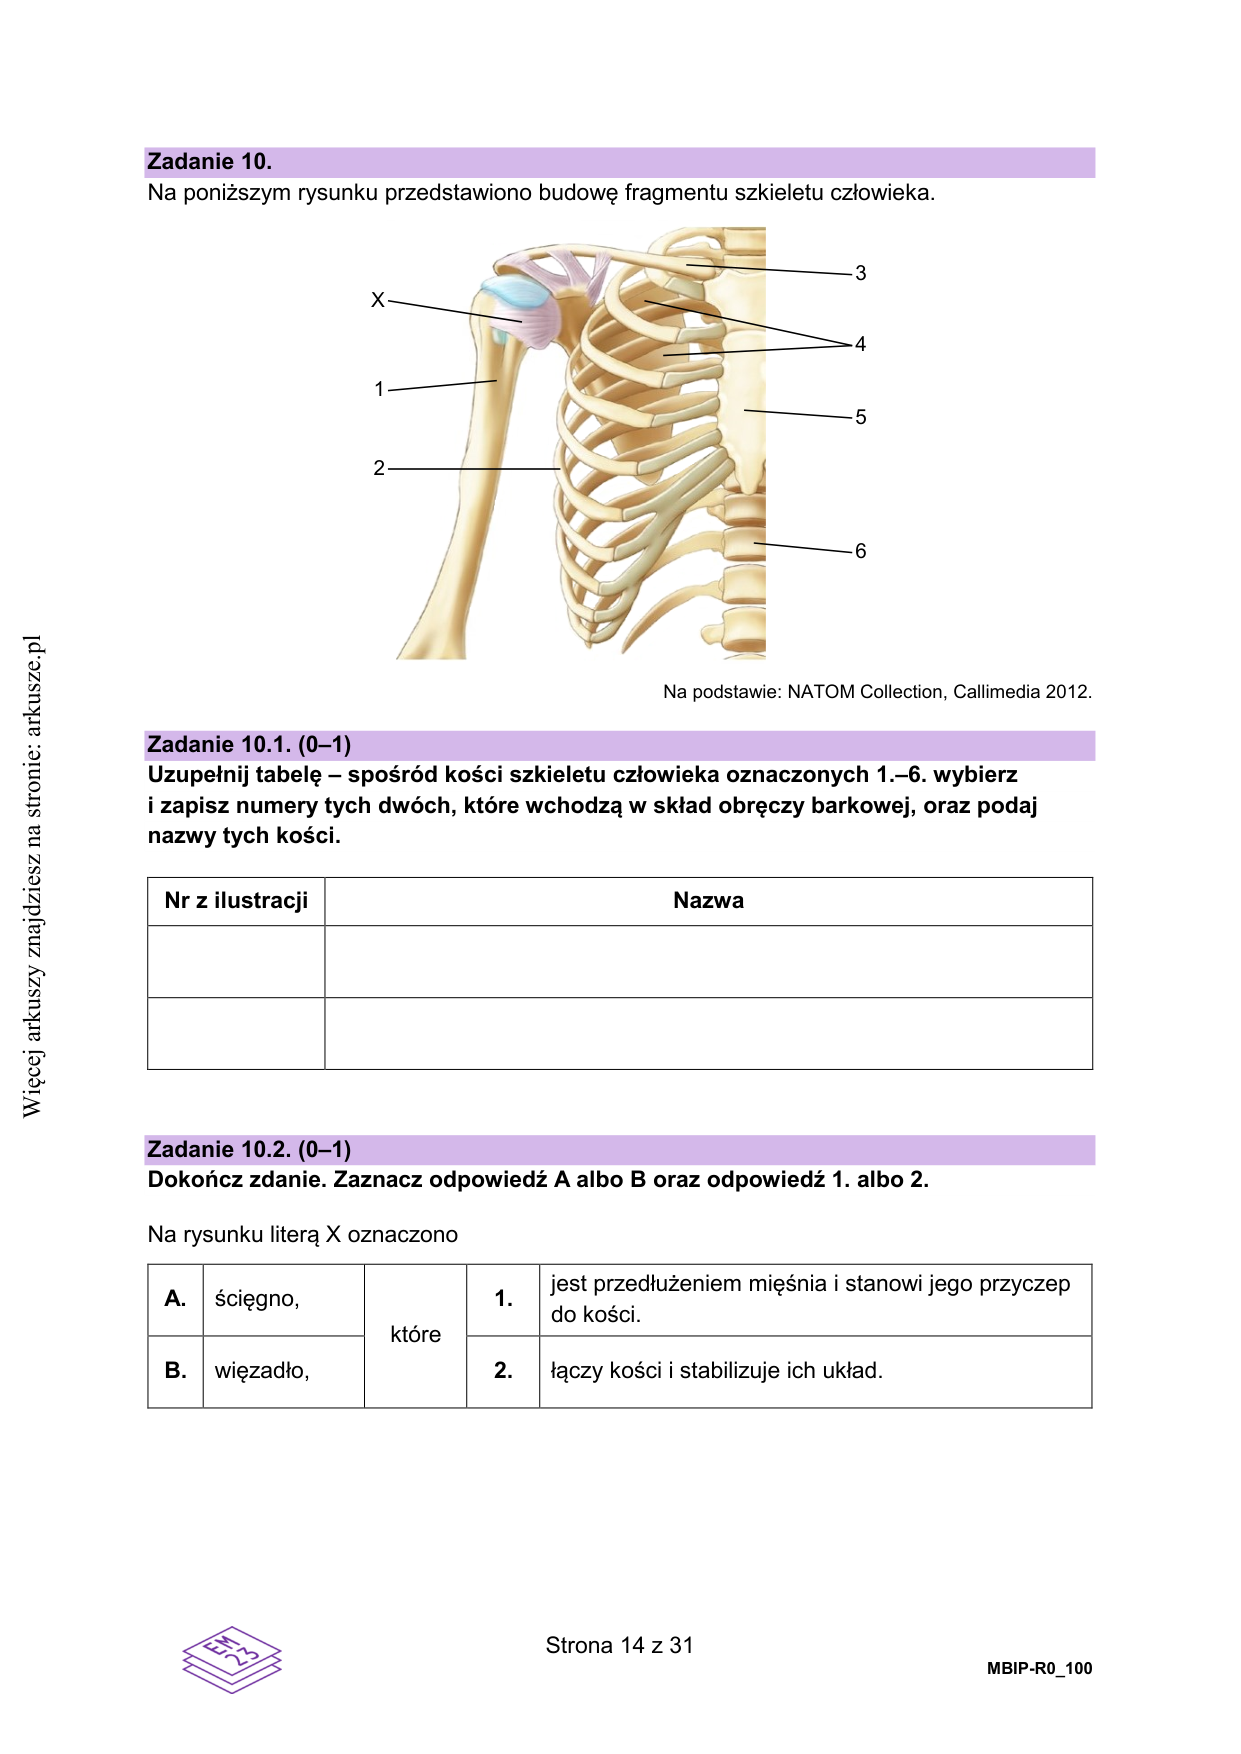 Zadanie 10.
Na poniższym rysunku przedstawiono budowę fragmentu szkieletu człowieka.
X
1
2
3
4
5
6
Na podstawie: NATOM Collection, Callimedia 2012.
Zadanie 10.1. (0–1)
Uzupełnij tabelę – spośród kości szkieletu człowieka oznaczonych 1.–6. wybierz
i zapisz numery tych dwóch, które wchodzą w skład obręczy barkowej, oraz podaj
nazwy tych kości.
Nr z ilustracji Nazwa
Zadanie 10.2. (0–1)
Dokończ zdanie. Zaznacz odpowiedź A albo B oraz odpowiedź 1. albo 2.
Na rysunku literą X oznaczono
A. ścięgno,
B. więzadło,
które
1. jest przedłużeniem mięśnia i stanowi jego przyczep
do kości.
2. łączy kości i stabilizuje ich układ.
Więcej arkuszy znajdziesz na stronie: arkusze.pl
EM
23
Strona 14 z 31
MBIP-R0_100